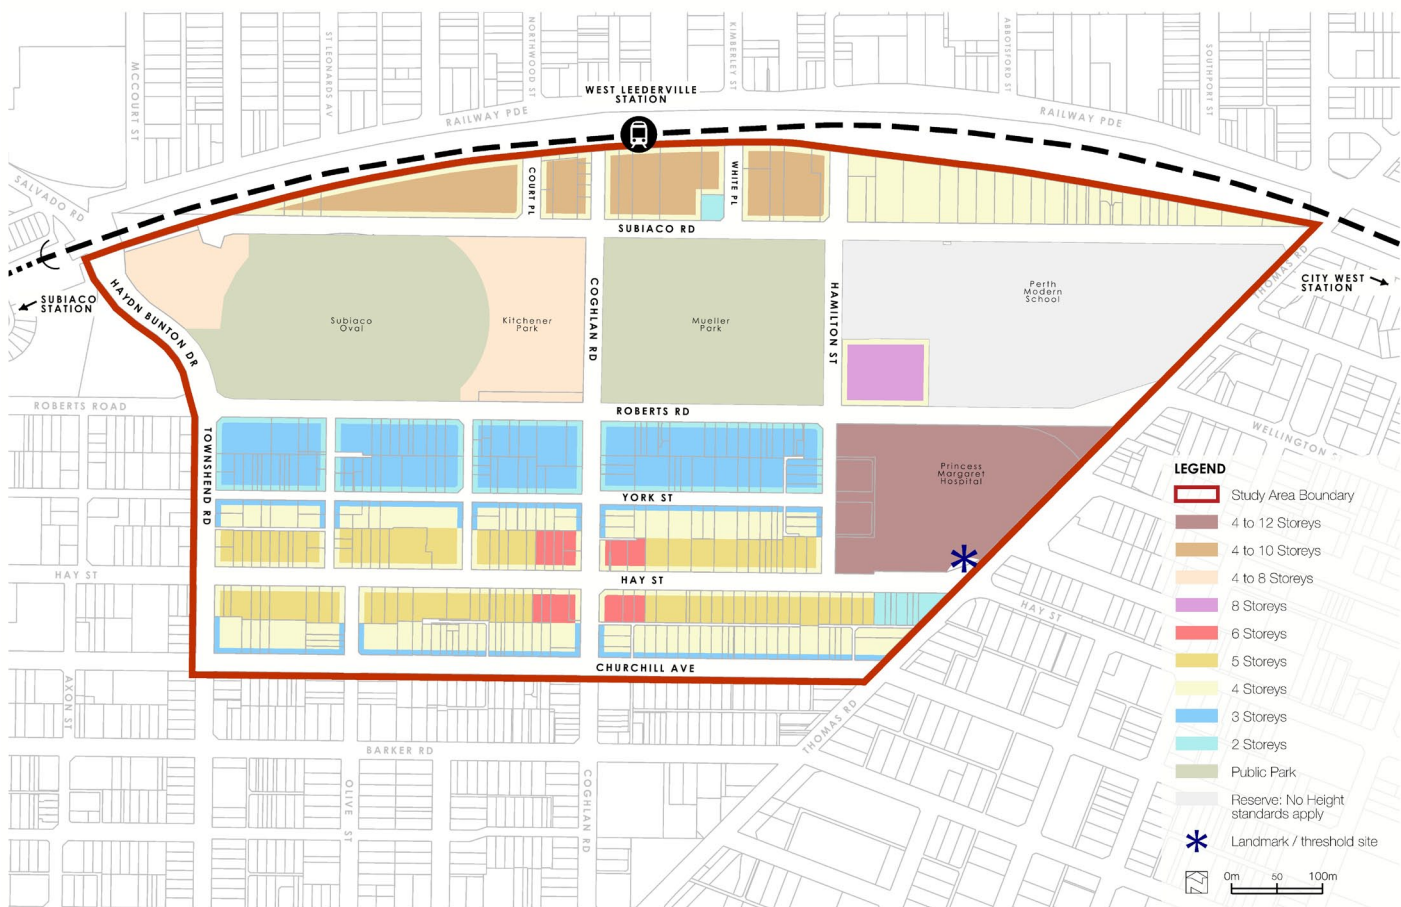 MCCOURT ST
ST LEONARDS AV
NORTHWOOD ST
KIMBERLEY ST
ABBOTSFORD ST
SOUTHPORT ST
WEST LEEDERVILLE
STATION
RAILWAY PDE
RAILWAY PDE
SALVADO RD
COURT PL
WHITE PL
SUBIACO RD
SUBIACO
STATION
HAYDN BUNTON DR
Subiaco
Oval
Kitchener
Park
COGHLAN RD
Mueller
Park
HAMILTON ST
Perth
Modern
School
THOMAS RD
CITY WEST
STATION
ROBERTS ROAD
ROBERTS RD
WELLINGTON
TOWNSHEND RD
Princess
Margaret
Hospital
YORK ST
HAY ST
HAY ST
HAY ST
CHURCHILL AVE
AXON ST
THOMAS RD
BARKER RD
OLIVE ST
COGHLAN RD
LEGEND
Study Area Boundary
4 to 12 Storeys
4 to 10 Storeys
4 to 8 Storeys
8 Storeys
6 Storeys
5 Storeys
4 Storeys
3 Storeys
2 Storeys
Public Park
Reserve: No Height
standards apply
Landmark / threshold site
0m 50 100m